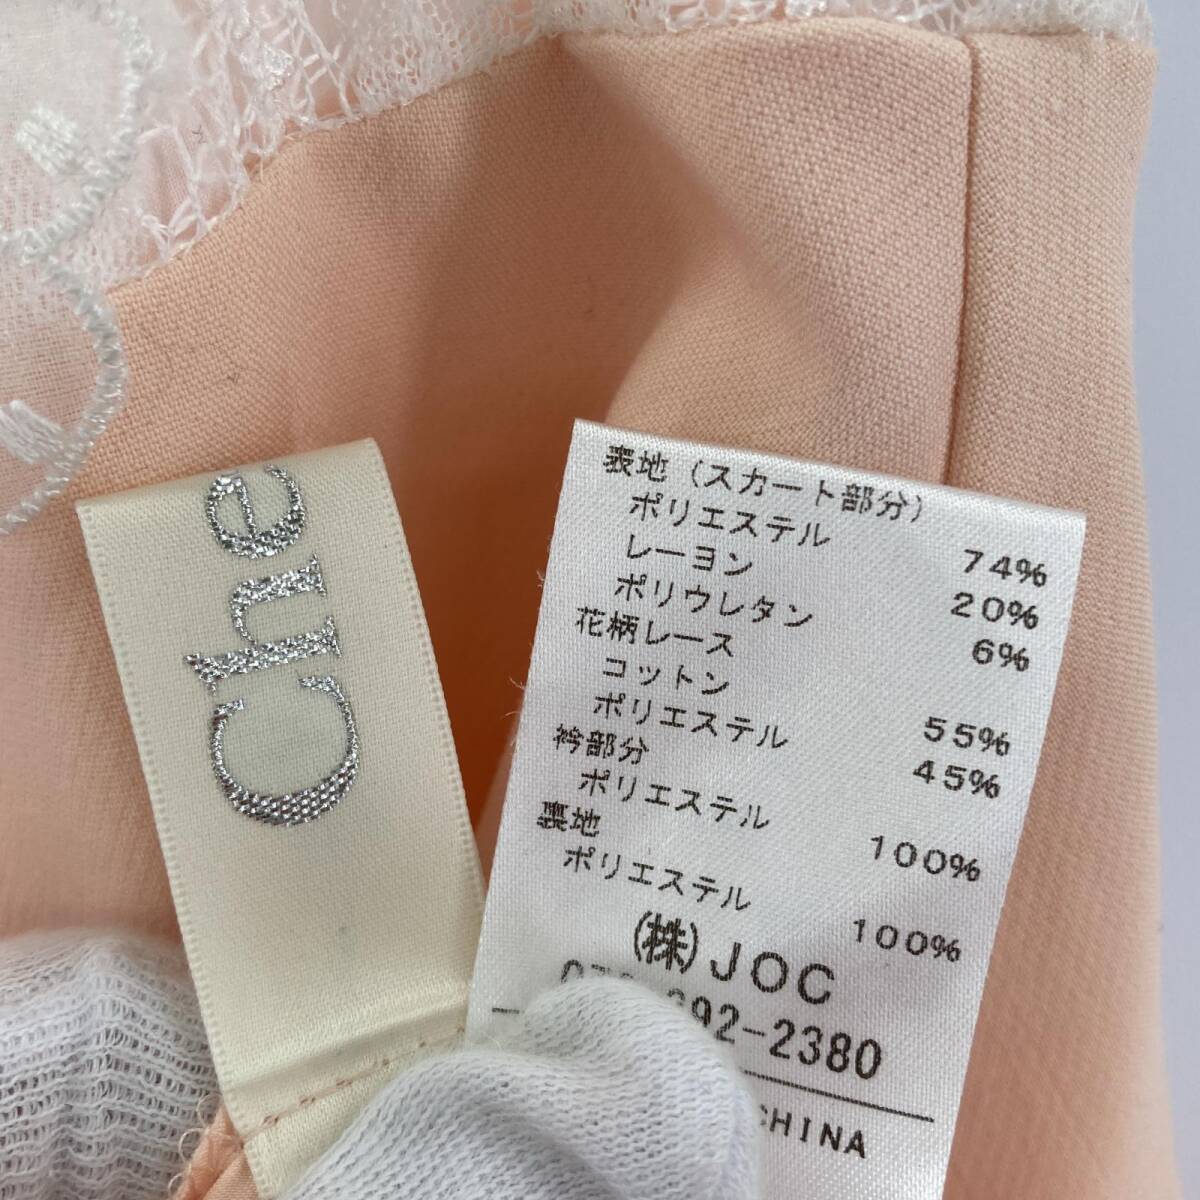 Che
表地(スカート部分)
ポリエステル 74%
レーヨン 20%
ポリウレタン 6%
花柄レース
コットン 55%
ポリエステル 45%
衿部分
ポリエステル 100%
裏地
ポリエステル 100%
(株)JOC
392-2380
CHINA